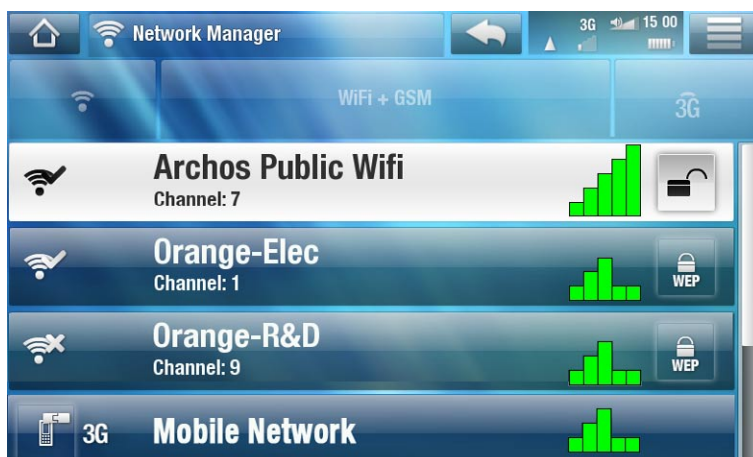 Network Manager
3G 15 00
WiFi + GSM
3G
Archos Public Wifi
Channel: 7
Orange-Elec
Channel: 1
WEP
Orange-R&D
Channel: 9
WEP
3G Mobile Network